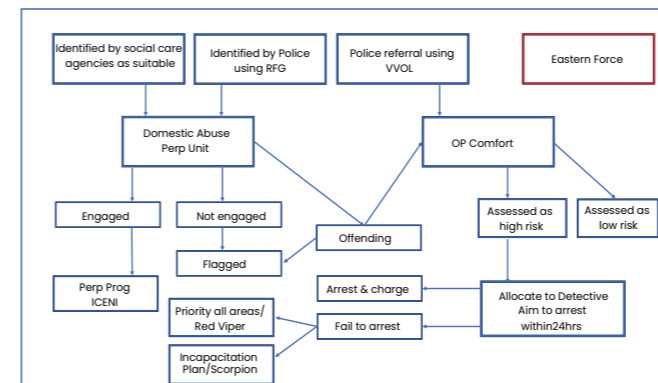 Identified by social care
agencies as suitable
Identified by Police
using RFG
Police referral using
VVOL
Eastern Force
Domestic Abuse
Perp Unit
OP Comfort
Engaged
Not engaged
Offending
Assessed as
high risk
Assessed as
low risk
Flagged
Perp Prog
ICENI
Arrest & charge
Allocate to Detective
Aim to arrest
within24hrs
Priority all areas/
Red Viper
Fail to arrest
Incapacitation
Plan/Scorpion